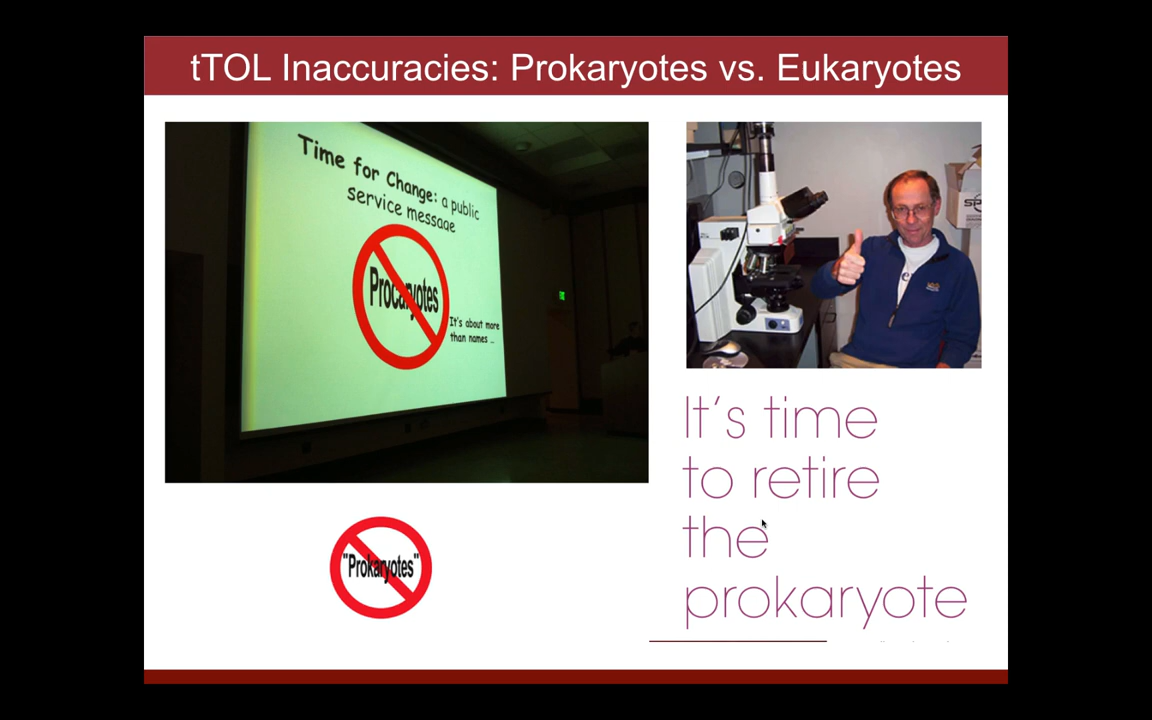 tTOL Inaccuracies: Prokaryotes vs. Eukaryotes
Time for Change: a public
service message
Procaryotes
It's about more
than names ...
"Prokaryotes"
It's time
to retire
the
prokaryote